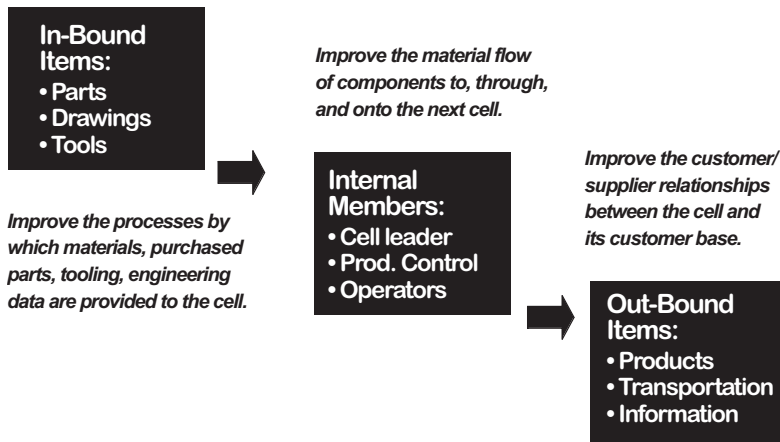 In-Bound
Items:
• Parts
• Drawings
• Tools
Improve the processes by
which materials, purchased
parts, tooling, engineering
data are provided to the cell.
Improve the material flow
of components to, through,
and onto the next cell.
Internal
Members:
• Cell leader
• Prod. Control
• Operators
Improve the customer/
supplier relationships
between the cell and
its customer base.
Out-Bound
Items:
• Products
• Transportation
• Information